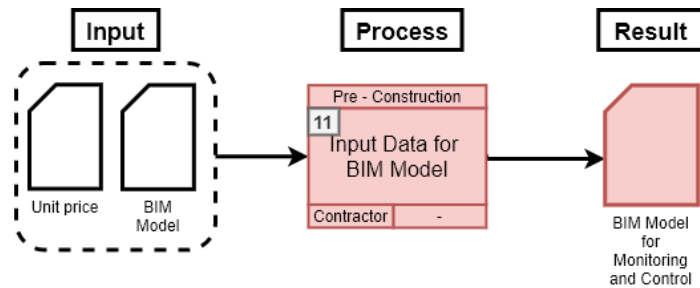 Input
Process
Result
Unit price
BIM
Model
Pre - Construction
11
Input Data for
BIM Model
Contractor
-
BIM Model
for
Monitoring
and Control